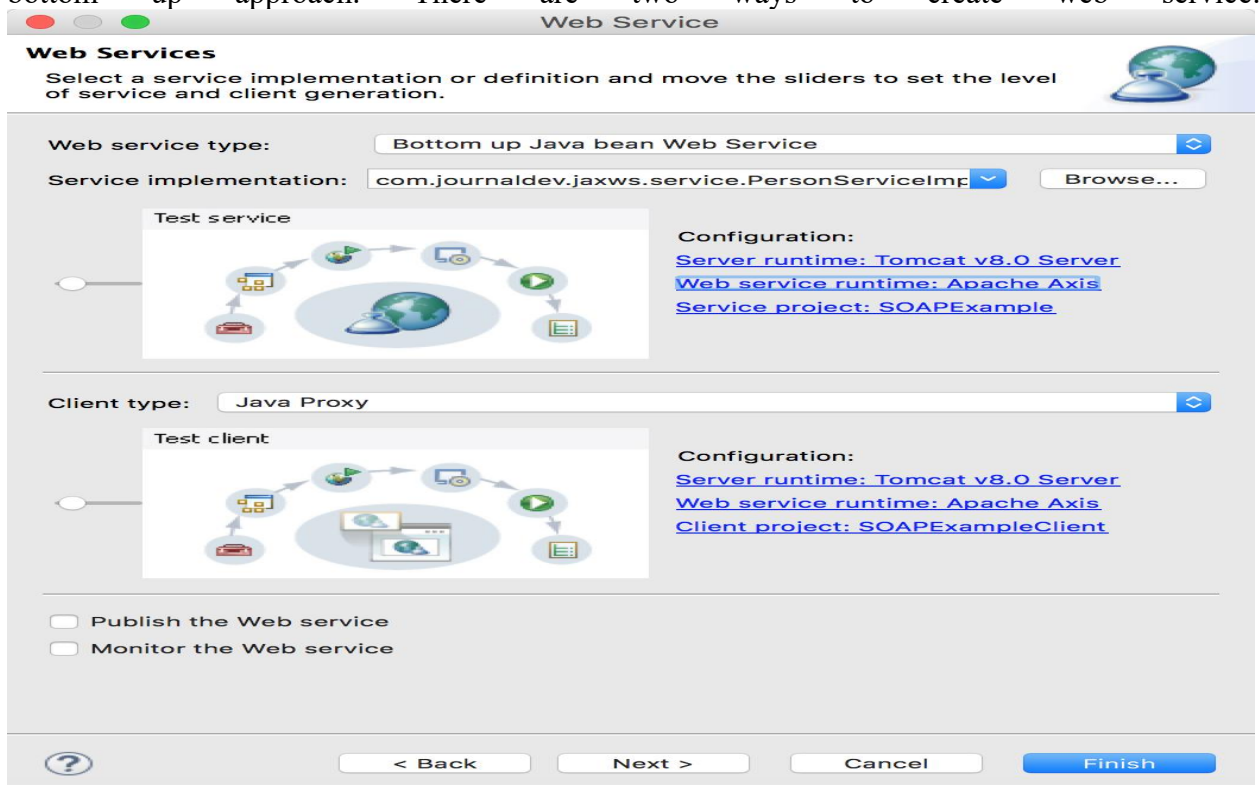 bottom up approach. There are two ways to create web service.
Web Service
Web Services
Select a service implementation or definition and move the sliders to set the level
of service and client generation.
Web service type: Bottom up Java bean Web Service
Service implementation: com.journaldev.jaxws.service.PersonServiceImp Browse...
Test service
Configuration:
Server runtime: Tomcat v8.0 Server
Web service runtime: Apache Axis
Service project: SOAPExample
Client type: Java Proxy
Test client
Configuration:
Server runtime: Tomcat v8.0 Server
Web service runtime: Apache Axis
Client project: SOAPExampleClient
Publish the Web service
Monitor the Web service
? < Back Next > Cancel Finish